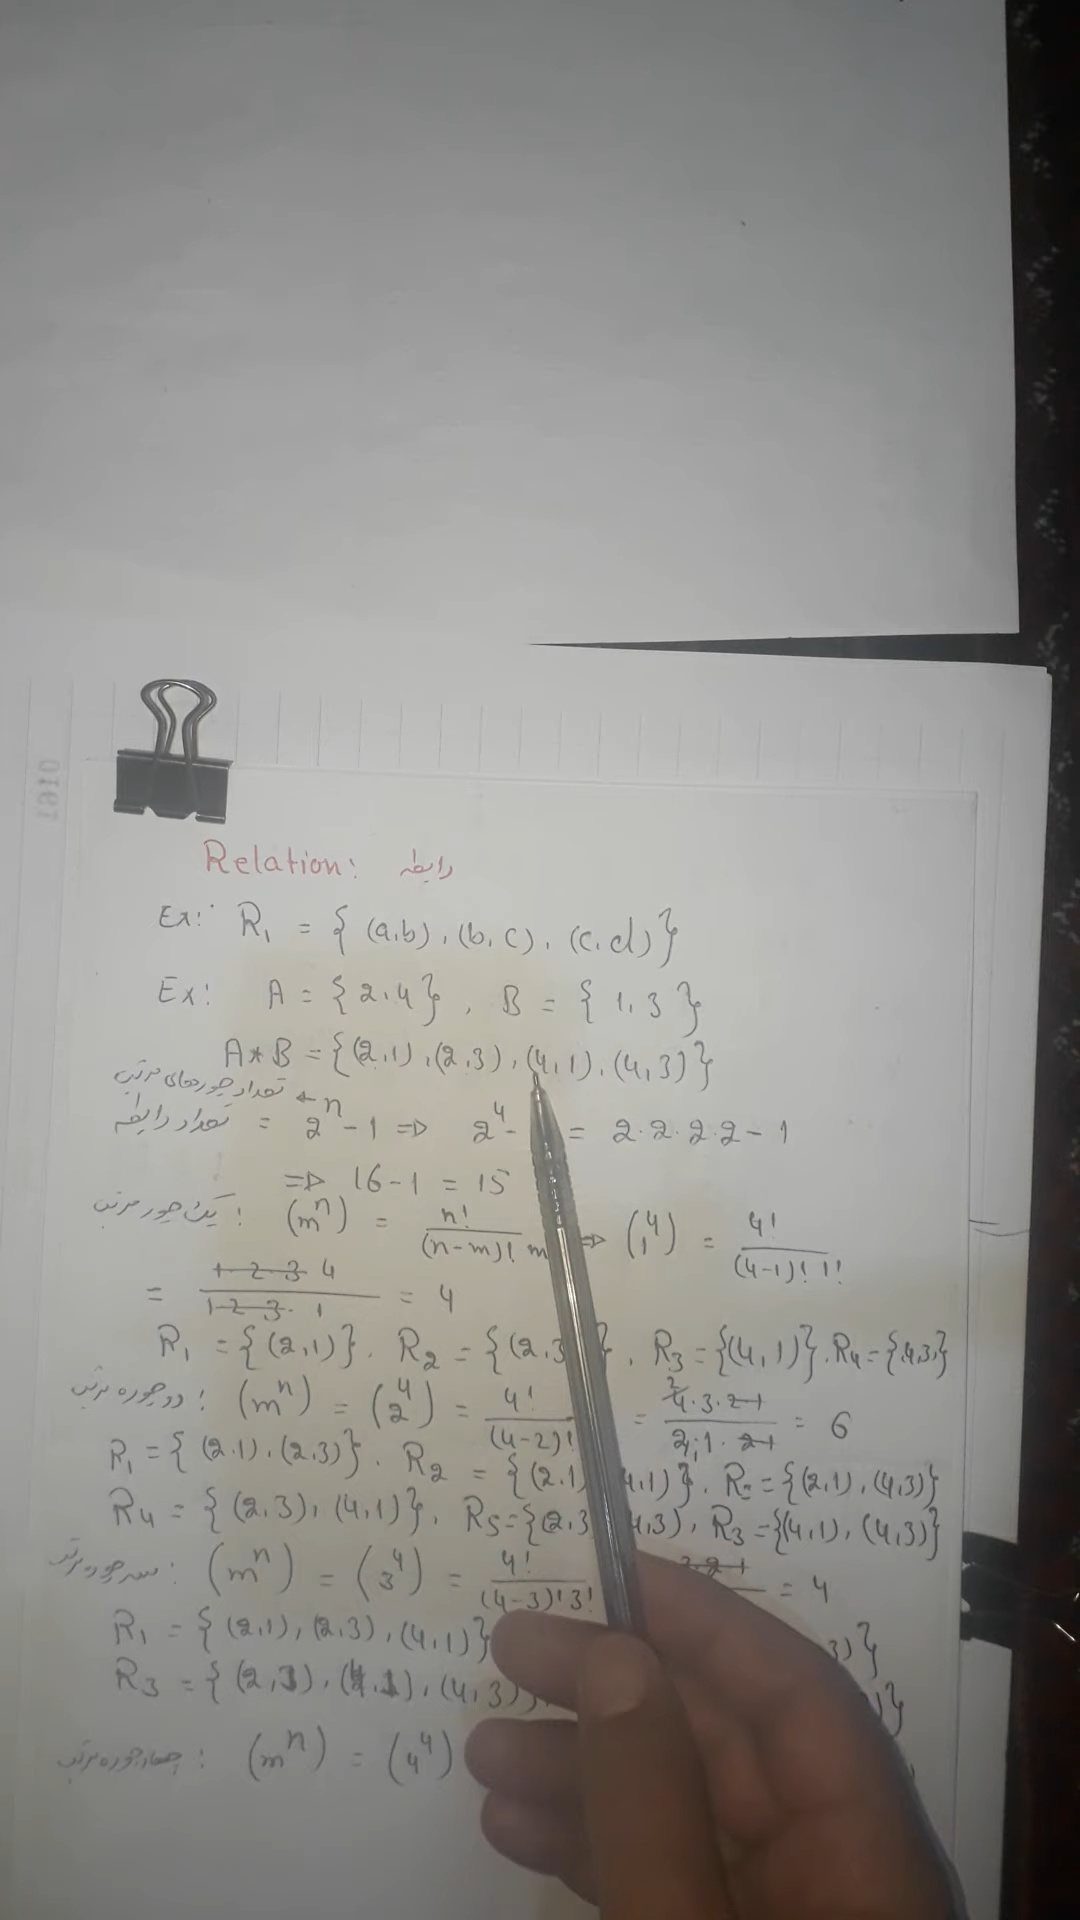 Relation: رابطه
Ex: R₁ = { (a,b), (b,c), (c,d) }
Ex: A = { 2,4 }, B = { 1,3 }
A * B = { (2,1), (2,3), (4,1), (4,3) }
تعداد جوره‌های مرتب
تعداد رابطه = 2ⁿ - 1 ⇒ 2⁴ - = 2·2·2·2 - 1
⇒ 16 - 1 = 15
یک جوره مرتب : (mⁿ) = n! / (n-m)! m ⇒ (1⁴) = 4! / (4-1)! 1!
= 1·2·3·4 / 1·2·3·1 = 4
R₁ = {(2,1)}, R₂ = {(2,3 }, R₃ = {(4,1)}, R₄ = {4,3,}
دو جوره مرتب : (mⁿ) = (2⁴) = 4! / (4-2)! = 4·3·2·1 / 2·1·2·1 = 6
R₁ = { (2,1), (2,3) }, R₂ = { (2,1) 4,1) }, R = {(2,1), (4,3)}
R₄ = { (2,3), (4,1) }, R₅ = {(2,3 4,3), R₃ = {(4,1), (4,3)}
سه جوره مرتب : (mⁿ) = (3⁴) = 4! / (4-3)! 3! = 4
R₁ = { (2,1), (2,3), (4,1) } 3) }
R₃ = { (2,3), (4,1), (4,3) ) }
چهار جوره مرتب : (mⁿ) = (4⁴)